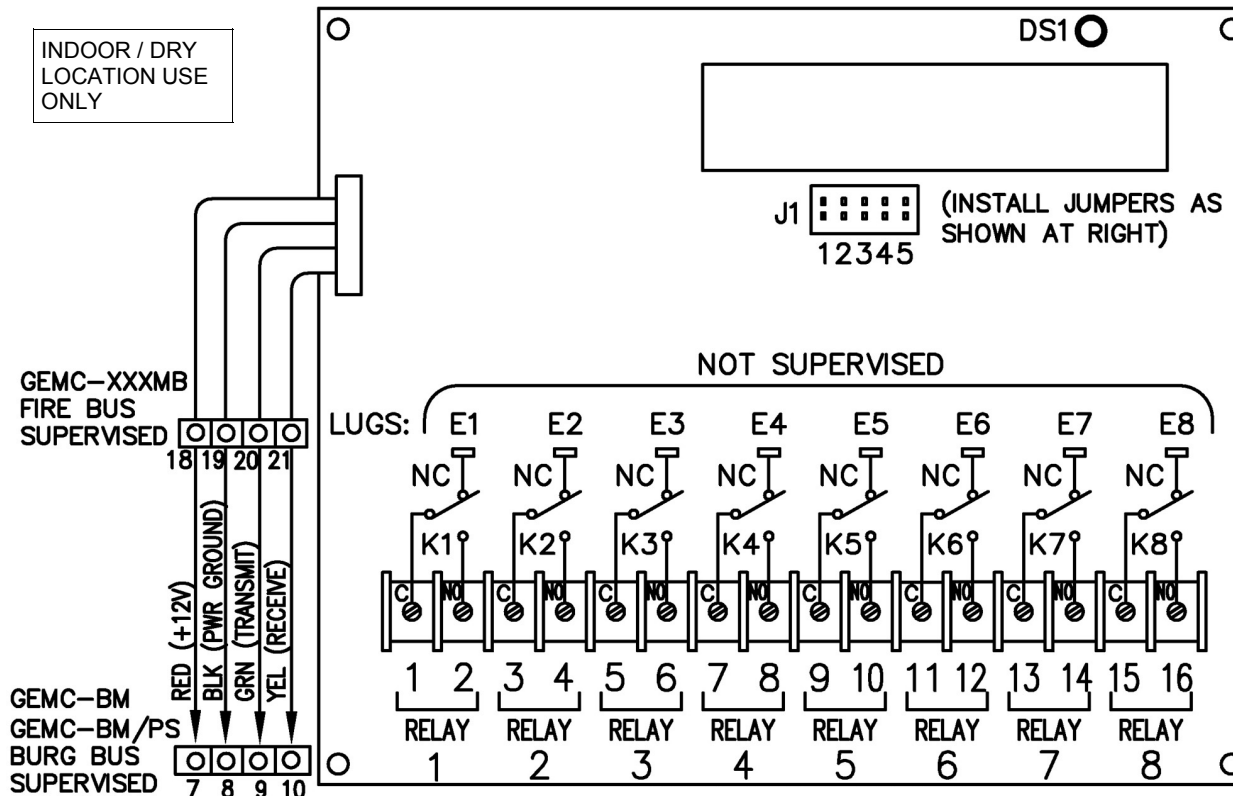 INDOOR / DRY
LOCATION USE
ONLY
DS1
J1
12345
(INSTALL JUMPERS AS
SHOWN AT RIGHT)
NOT SUPERVISED
GEMC-XXXMB
FIRE BUS
SUPERVISED
18 19 20 21
LUGS: E1 E2 E3 E4 E5 E6 E7 E8
NC NC NC NC NC NC NC NC
K1 K2 K3 K4 K5 K6 K7 K8
C NO C NO C NO C NO C NO C NO C NO C NO
RED (+12V)
BLK (PWR GROUND)
GRN (TRANSMIT)
YEL (RECEIVE)
1 2 3 4 5 6 7 8 9 10 11 12 13 14 15 16
RELAY RELAY RELAY RELAY RELAY RELAY RELAY RELAY
1 2 3 4 5 6 7 8
GEMC-BM
GEMC-BM/PS
BURG BUS
SUPERVISED
7 8 9 10